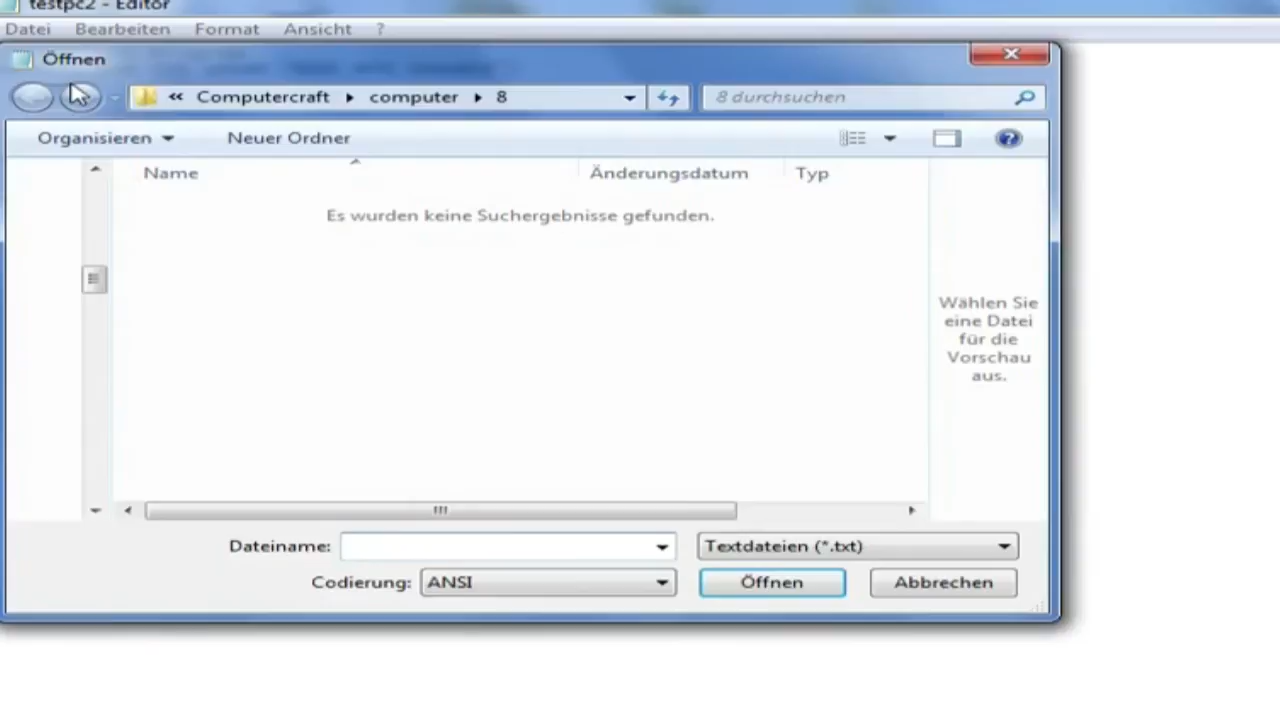 testpc2 - Editor
Datei Bearbeiten Format Ansicht ?
Öffnen
« Computercraft computer 8 8 durchsuchen
Organisieren Neuer Ordner
Name Änderungsdatum Typ
Es wurden keine Suchergebnisse gefunden.
Wählen Sie
eine Datei
für die
Vorschau
aus.
Dateiname: Textdateien (*.txt)
Codierung: ANSI Öffnen Abbrechen